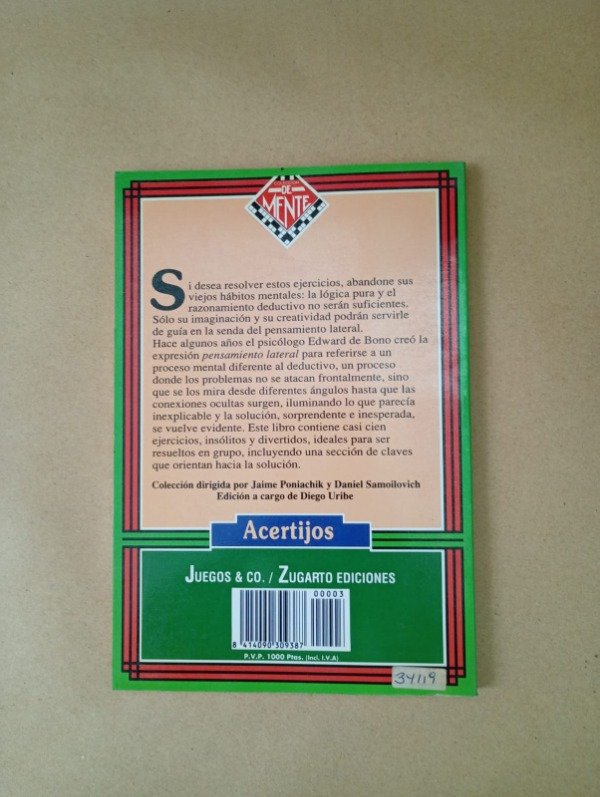 COLECCION
DE
MENTE
Si desea resolver estos ejercicios, abandone sus
viejos hábitos mentales: la lógica pura y el
razonamiento deductivo no serán suficientes.
Sólo su imaginación y su creatividad podrán servirle
de guía en la senda del pensamiento lateral.
Hace algunos años el psicólogo Edward de Bono creó la
expresión pensamiento lateral para referirse a un
proceso mental diferente al deductivo, un proceso
donde los problemas no se atacan frontalmente, sino
que se los mira desde diferentes ángulos hasta que las
conexiones ocultas surgen, iluminando lo que parecía
inexplicable y la solución, sorprendente e inesperada,
se vuelve evidente. Este libro contiene casi cien
ejercicios, insólitos y divertidos, ideales para ser
resueltos en grupo, incluyendo una sección de claves
que orientan hacia la solución.
Colección dirigida por Jaime Poniachik y Daniel Samoilovich
Edición a cargo de Diego Uribe
Acertijos
JUEGOS & CO. / ZUGARTO EDICIONES
00003
8 414090 309387
P.V.P. 1000 Ptas. (Incl. I.V.A)
34119